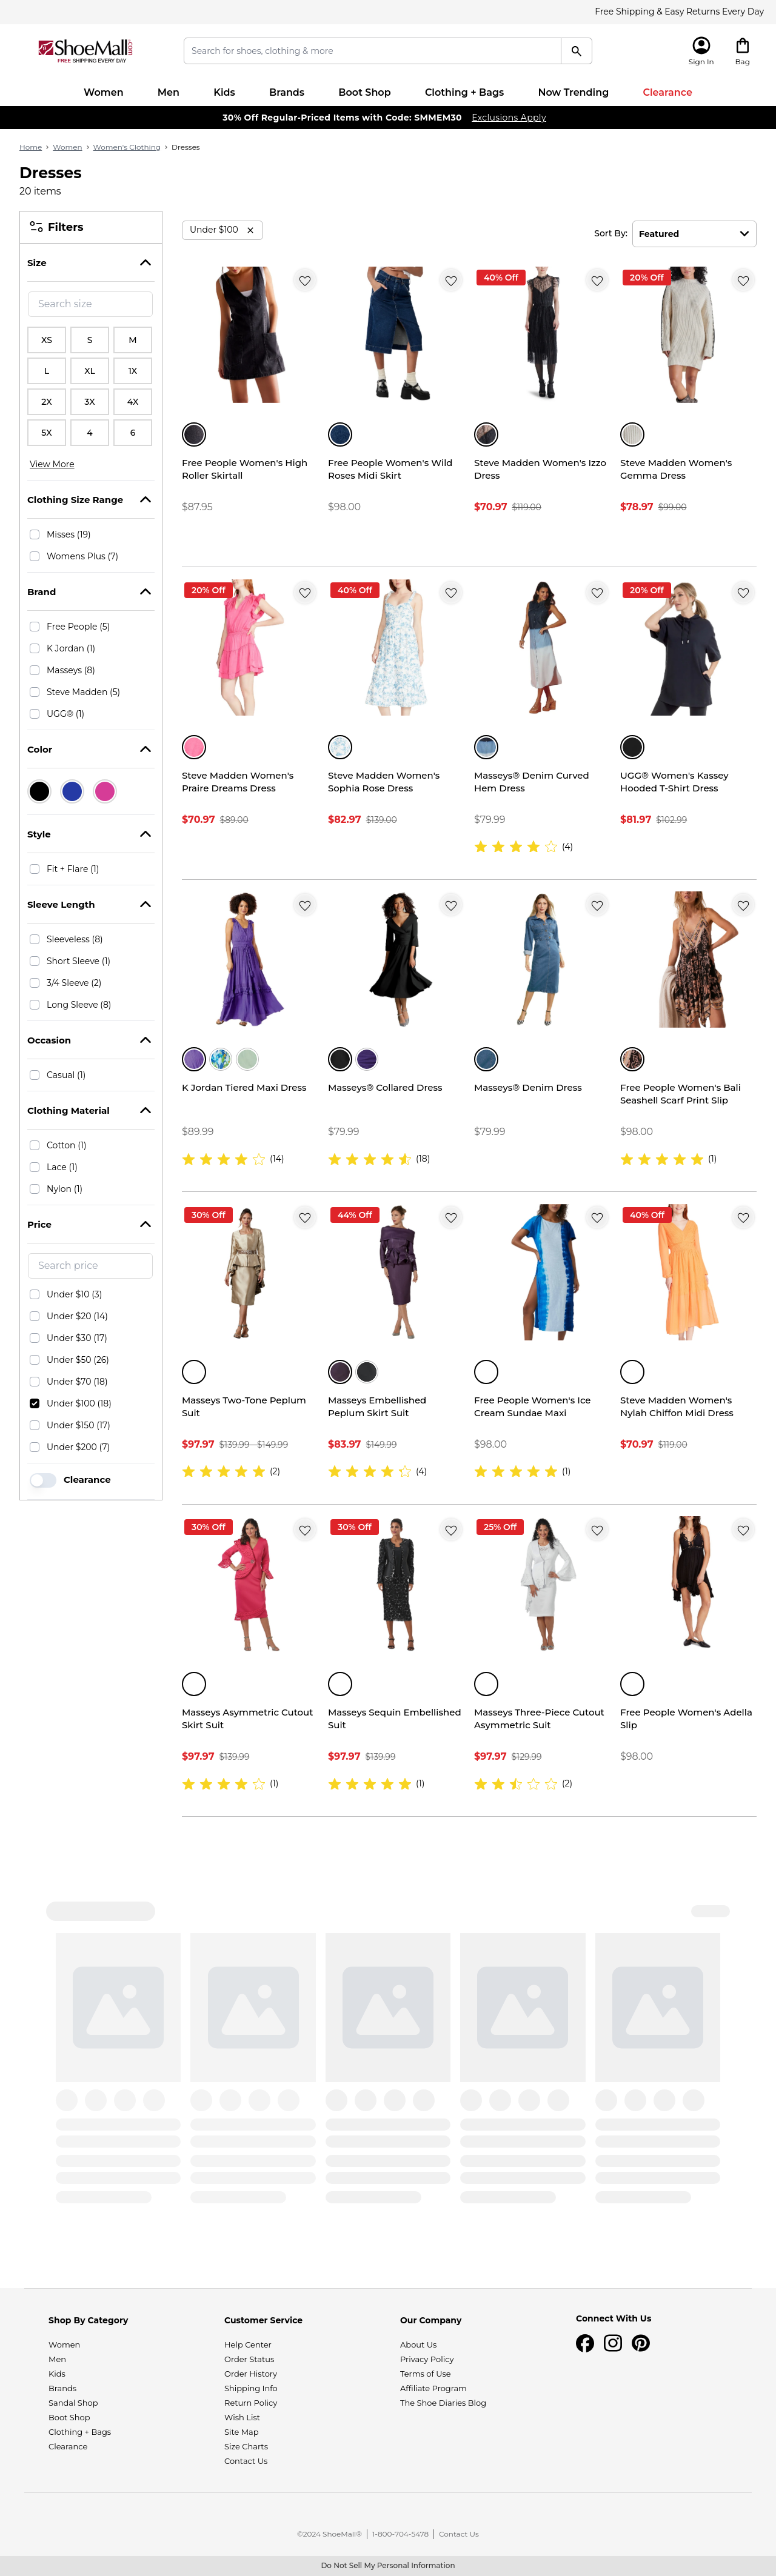 Free Shipping & Easy Returns Every Day
ShoeMall.com
FREE SHIPPING EVERY DAY
Search for shoes, clothing & more
Sign In
Bag
Women
Men
Kids
Brands
Boot Shop
Clothing + Bags
Now Trending
Clearance
30% Off Regular-Priced Items with Code: SMMEM30 Exclusions Apply
Home > Women > Women's Clothing > Dresses
Dresses
20 items
Filters
Size
Search size
XS S M
L XL 1X
2X 3X 4X
5X 4 6
View More
Clothing Size Range
Misses (19)
Womens Plus (7)
Brand
Free People (5)
K Jordan (1)
Masseys (8)
Steve Madden (5)
UGG® (1)
Color
Style
Fit + Flare (1)
Sleeve Length
Sleeveless (8)
Short Sleeve (1)
3/4 Sleeve (2)
Long Sleeve (8)
Occasion
Casual (1)
Clothing Material
Cotton (1)
Lace (1)
Nylon (1)
Price
Search price
Under $10 (3)
Under $20 (14)
Under $30 (17)
Under $50 (26)
Under $70 (18)
Under $100 (18)
Under $150 (17)
Under $200 (7)
Clearance
Under $100 ×
Sort By: Featured
Free People Women's High
Roller Skirtall
$87.95
Free People Women's Wild
Roses Midi Skirt
$98.00
40% Off
Steve Madden Women's Izzo
Dress
$70.97 $119.00
20% Off
Steve Madden Women's
Gemma Dress
$78.97 $99.00
20% Off
Steve Madden Women's
Praire Dreams Dress
$70.97 $89.00
40% Off
Steve Madden Women's
Sophia Rose Dress
$82.97 $139.00
Masseys® Denim Curved
Hem Dress
$79.99
(4)
20% Off
UGG® Women's Kassey
Hooded T-Shirt Dress
$81.97 $102.99
K Jordan Tiered Maxi Dress
$89.99
(14)
Masseys® Collared Dress
$79.99
(18)
Masseys® Denim Dress
$79.99
Free People Women's Bali
Seashell Scarf Print Slip
$98.00
(1)
30% Off
Masseys Two-Tone Peplum
Suit
$97.97 $139.99 - $149.99
(2)
44% Off
Masseys Embellished
Peplum Skirt Suit
$83.97 $149.99
(4)
Free People Women's Ice
Cream Sundae Maxi
$98.00
(1)
40% Off
Steve Madden Women's
Nylah Chiffon Midi Dress
$70.97 $119.00
30% Off
Masseys Asymmetric Cutout
Skirt Suit
$97.97 $139.99
(1)
30% Off
Masseys Sequin Embellished
Suit
$97.97 $139.99
(1)
25% Off
Masseys Three-Piece Cutout
Asymmetric Suit
$97.97 $129.99
(2)
Free People Women's Adella
Slip
$98.00
Shop By Category
Women
Men
Kids
Brands
Sandal Shop
Boot Shop
Clothing + Bags
Clearance
Customer Service
Help Center
Order Status
Order History
Shipping Info
Return Policy
Wish List
Site Map
Size Charts
Contact Us
Our Company
About Us
Privacy Policy
Terms of Use
Affiliate Program
The Shoe Diaries Blog
Connect With Us
©2024 ShoeMall® | 1-800-704-5478 | Contact Us
Do Not Sell My Personal Information